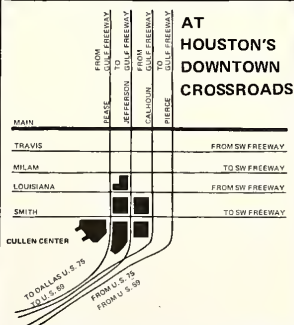 AT
HOUSTON'S
DOWNTOWN
CROSSROADS
FROM
GULF FREEWAY
TO
GULF FREEWAY
FROM
GULF FREEWAY
TO
GULF FREEWAY
PEASE
JEFFERSON
CALHOUN
PIERCE
MAIN
TRAVIS FROM SW FREEWAY
MILAM TO SW FREEWAY
LOUISIANA FROM SW FREEWAY
SMITH TO SW FREEWAY
CULLEN CENTER
TO DALLAS U.S. 75
TO U.S. 59
FROM U.S. 75
FROM U.S. 59